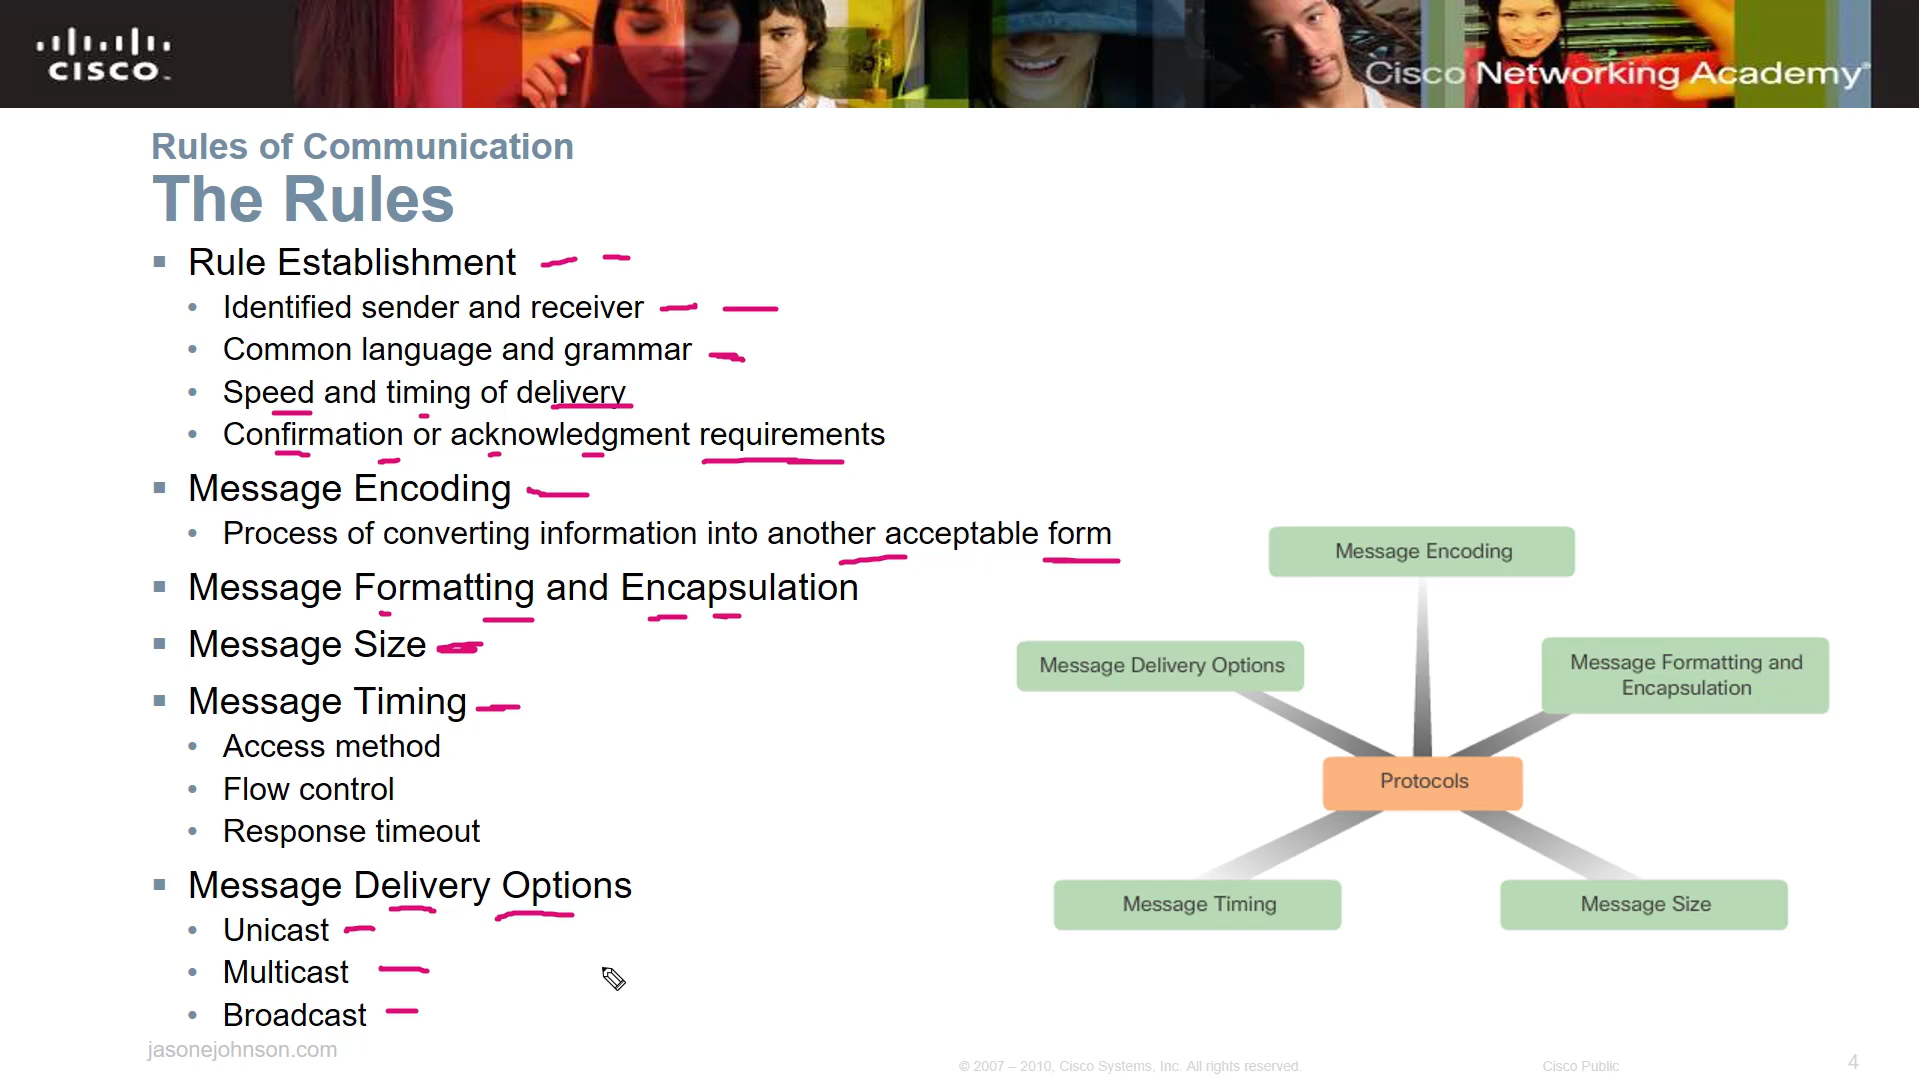 CISCO
Cisco Networking Academy®
Rules of Communication
The Rules
Rule Establishment
Identified sender and receiver
Common language and grammar
Speed and timing of delivery
Confirmation or acknowledgment requirements
Message Encoding
Process of converting information into another acceptable form
Message Formatting and Encapsulation
Message Size
Message Timing
Access method
Flow control
Response timeout
Message Delivery Options
Unicast
Multicast
Broadcast
Message Encoding
Message Delivery Options
Message Formatting and
Encapsulation
Protocols
Message Timing
Message Size
jasonejohnson.com
© 2007 – 2010, Cisco Systems, Inc. All rights reserved.
Cisco Public
4